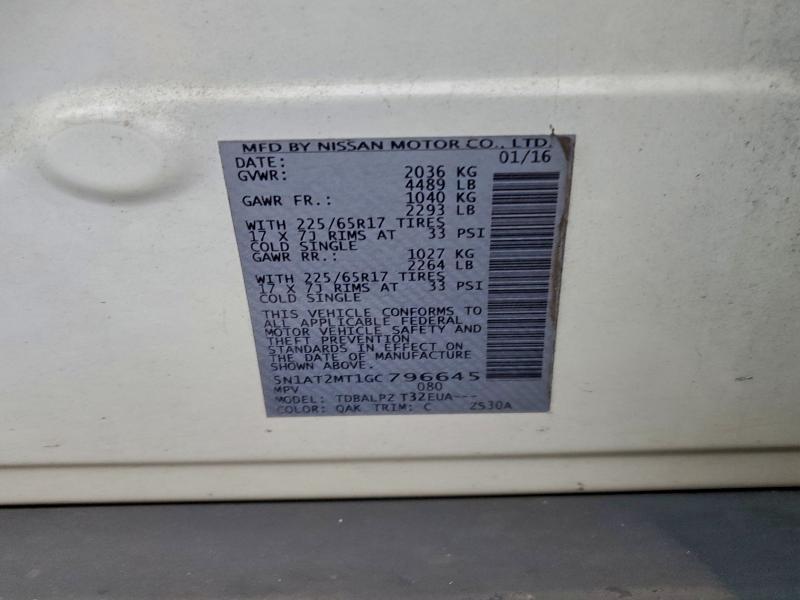 MFD BY NISSAN MOTOR CO., LTD.
DATE: 01/16
GVWR: 2036 KG
4489 LB
GAWR FR.: 1040 KG
2293 LB
WITH 225/65R17 TIRES
17 X 7J RIMS AT 33 PSI
COLD SINGLE
GAWR RR.: 1027 KG
2264 LB
WITH 225/65R17 TIRES
17 X 7J RIMS AT 33 PSI
COLD SINGLE
THIS VEHICLE CONFORMS TO
ALL APPLICABLE FEDERAL
MOTOR VEHICLE SAFETY AND
THEFT PREVENTION
STANDARDS IN EFFECT ON
THE DATE OF MANUFACTURE
SHOWN ABOVE.
5N1AT2MT1GC796645
MPV 080
MODEL: TDBALPZ T32EUA---
COLOR: QAK TRIM: C ZS30A